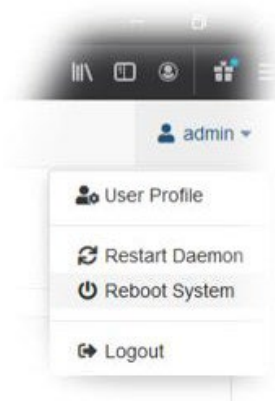 admin
User Profile
Restart Daemon
Reboot System
Logout